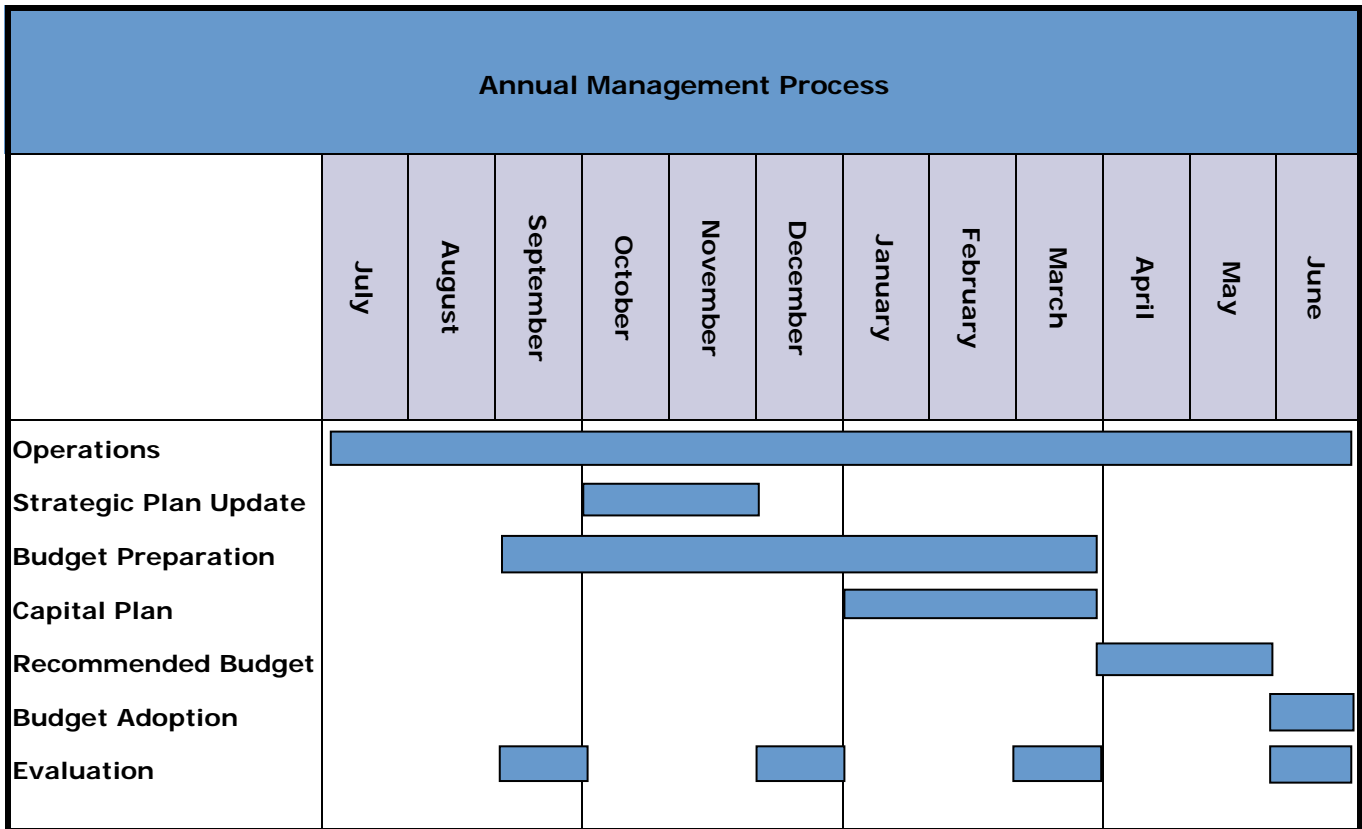 Annual Management Process
July
August
September
October
November
December
January
February
March
April
May
June
Operations
Strategic Plan Update
Budget Preparation
Capital Plan
Recommended Budget
Budget Adoption
Evaluation